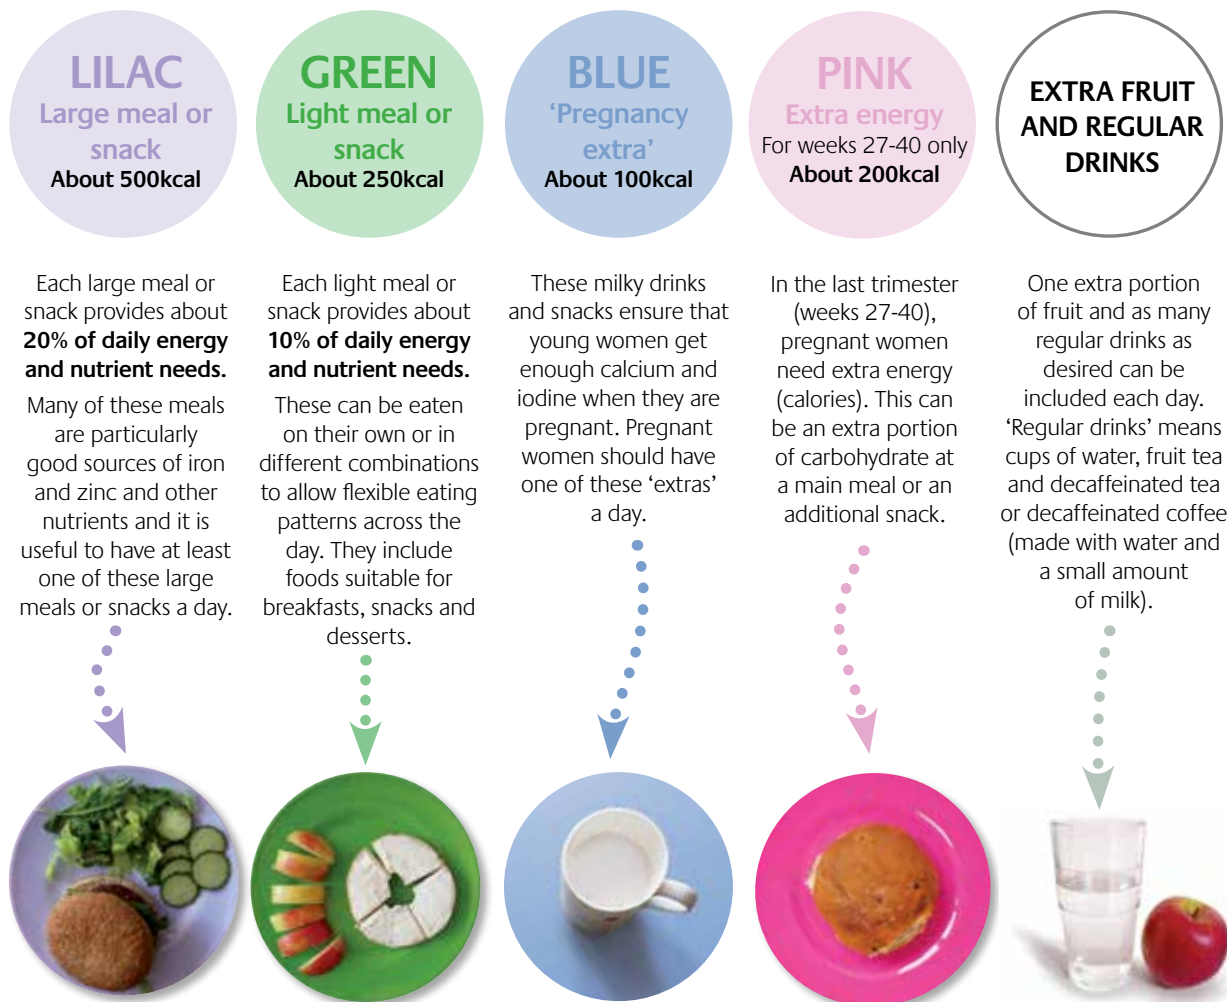 LILAC
Large meal or
snack
About 500kcal
Each large meal or
snack provides about
20% of daily energy
and nutrient needs.
Many of these meals
are particularly
good sources of iron
and zinc and other
nutrients and it is
useful to have at least
one of these large
meals or snacks a day.
GREEN
Light meal or
snack
About 250kcal
Each light meal or
snack provides about
10% of daily energy
and nutrient needs.
These can be eaten
on their own or in
different combinations
to allow flexible eating
patterns across the
day. They include
foods suitable for
breakfasts, snacks and
desserts.
BLUE
‘Pregnancy
extra’
About 100kcal
These milky drinks
and snacks ensure that
young women get
enough calcium and
iodine when they are
pregnant. Pregnant
women should have
one of these ‘extras’
a day.
PINK
Extra energy
For weeks 27-40 only
About 200kcal
In the last trimester
(weeks 27-40),
pregnant women
need extra energy
(calories). This can
be an extra portion
of carbohydrate at
a main meal or an
additional snack.
EXTRA FRUIT
AND REGULAR
DRINKS
One extra portion
of fruit and as many
regular drinks as
desired can be
included each day.
‘Regular drinks’ means
cups of water, fruit tea
and decaffeinated tea
or decaffeinated coffee
(made with water and
a small amount
of milk).